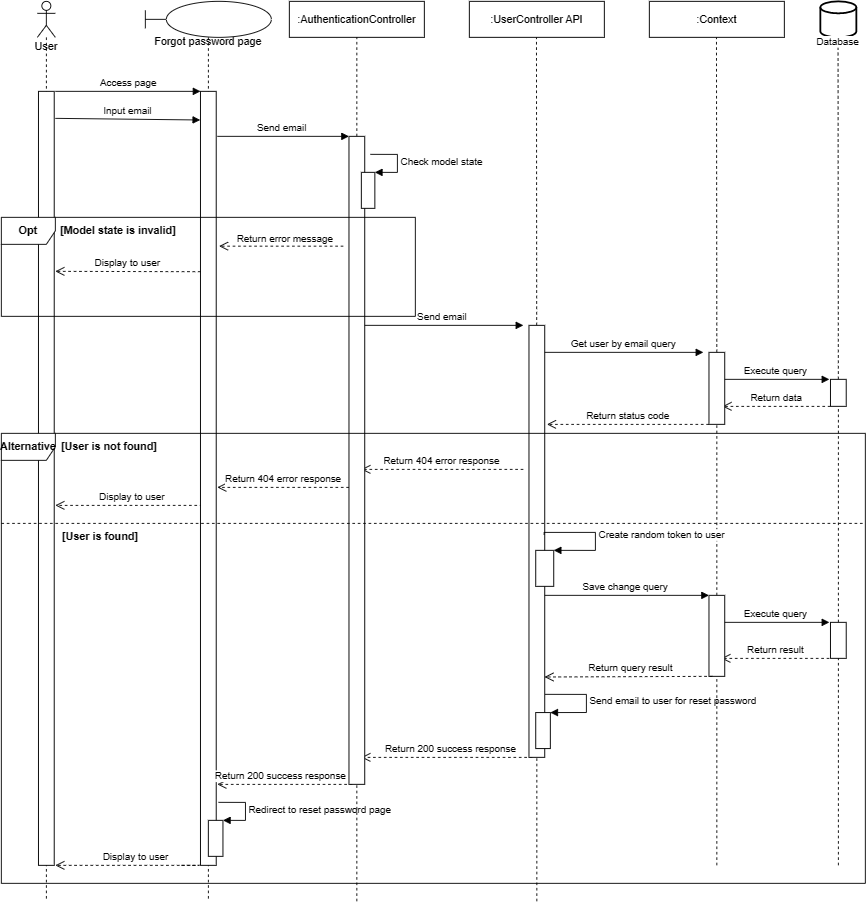 :AuthenticationController
:UserController API
:Context
User
Forgot password page
Database
Access page
Input email
Send email
Check model state
Opt
[Model state is invalid]
Return error message
Display to user
Send email
Get user by email query
Execute query
Return data
Return status code
Alternative
[User is not found]
Return 404 error response
Return 404 error response
Display to user
[User is found]
Create random token to user
Save change query
Execute query
Return result
Return query result
Send email to user for reset password
Return 200 success response
Return 200 success response
Redirect to reset password page
Display to user